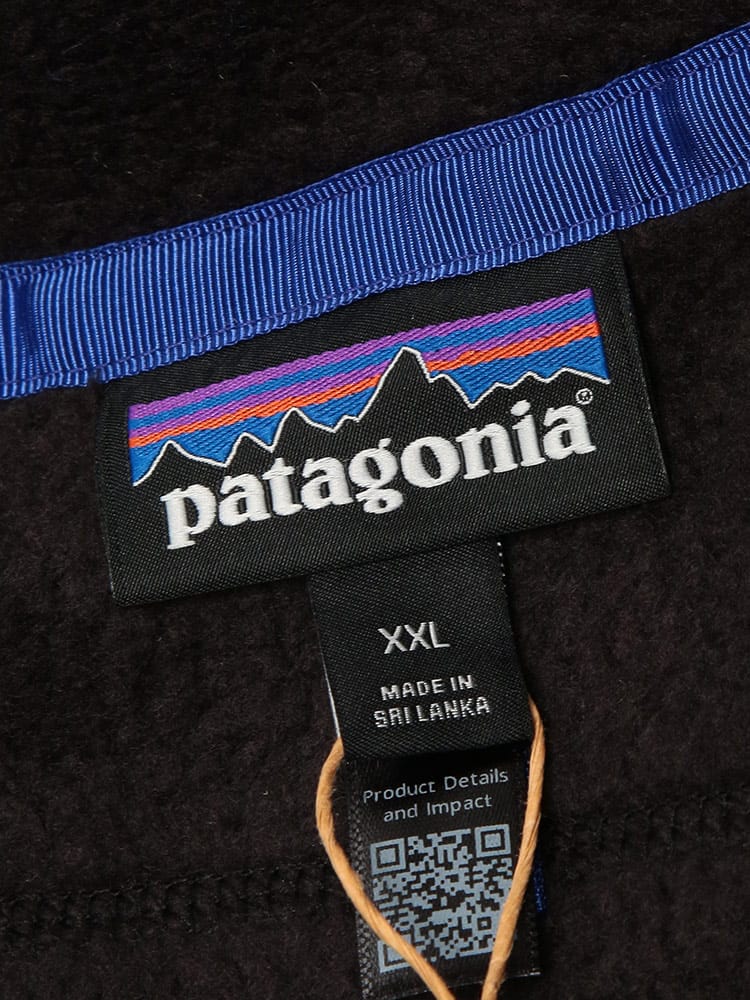 patagonia®
XXL
MADE IN
SRI LANKA
Product Details
and Impact